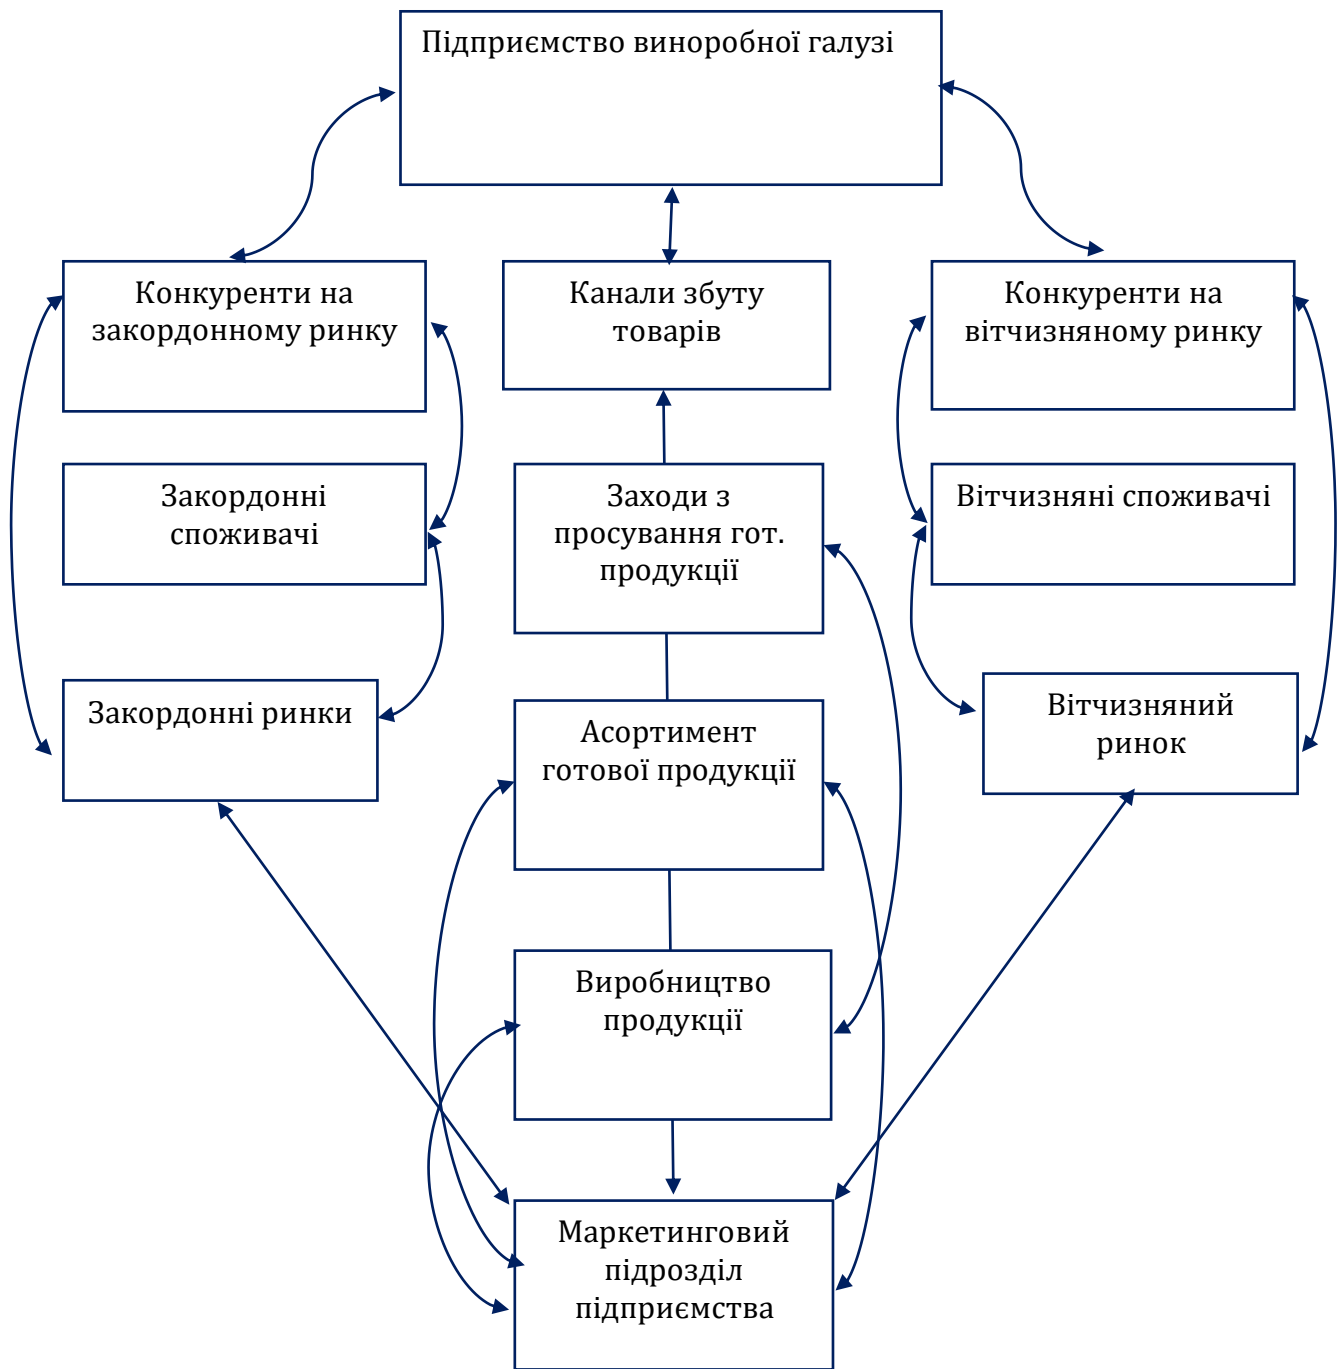 Підприємство виноробної галузі
Конкуренти на
закордонному ринку
Канали збуту
товарів
Конкуренти на
вітчизняному ринку
Закордонні
споживачі
Заходи з
просування гот.
продукції
Вітчизняні споживачі
Закордонні ринки
Асортимент
готової продукції
Вітчизняний
ринок
Виробництво
продукції
Маркетинговий
підрозділ
підприємства